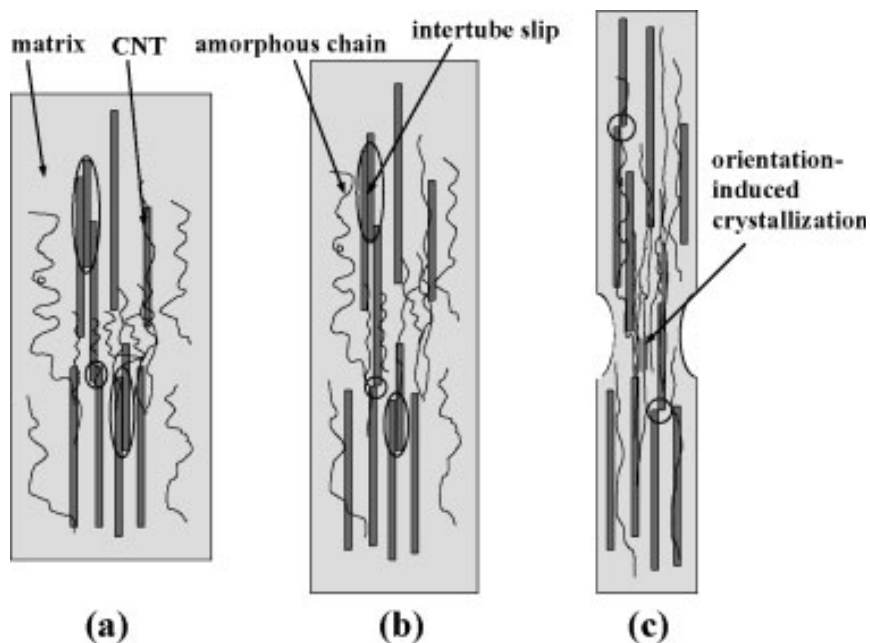 matrix
CNT
amorphous chain
intertube slip
orientation-
induced
crystallization
(a)
(b)
(c)